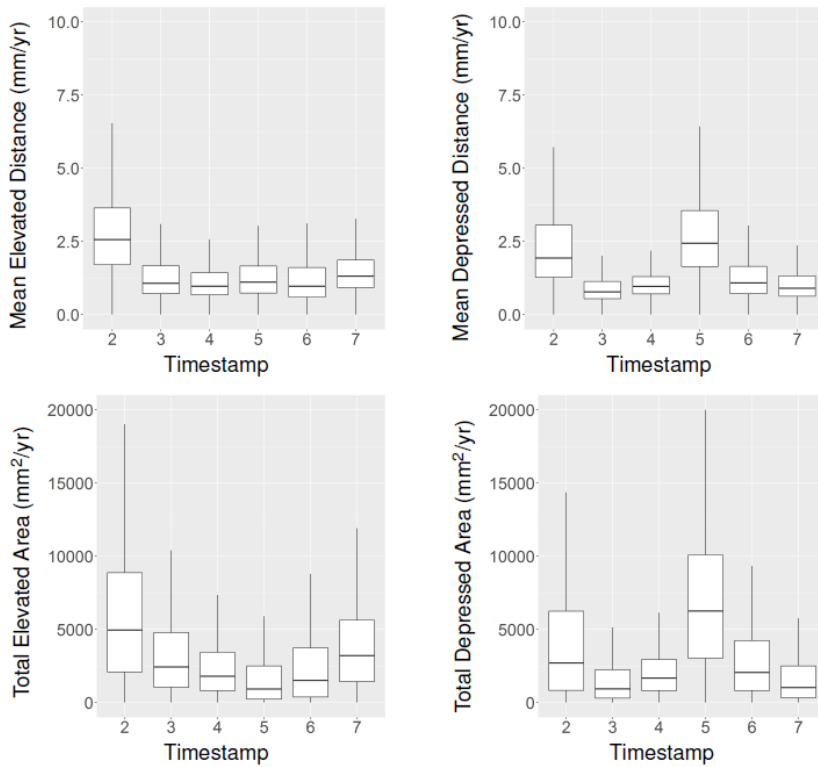 Mean Elevated Distance (mm/yr)
10.0
7.5
5.0
2.5
0.0
2 3 4 5 6 7
Timestamp
Mean Depressed Distance (mm/yr)
10.0
7.5
5.0
2.5
0.0
2 3 4 5 6 7
Timestamp
Total Elevated Area (mm²/yr)
20000
15000
10000
5000
0
2 3 4 5 6 7
Timestamp
Total Depressed Area (mm²/yr)
20000
15000
10000
5000
0
2 3 4 5 6 7
Timestamp